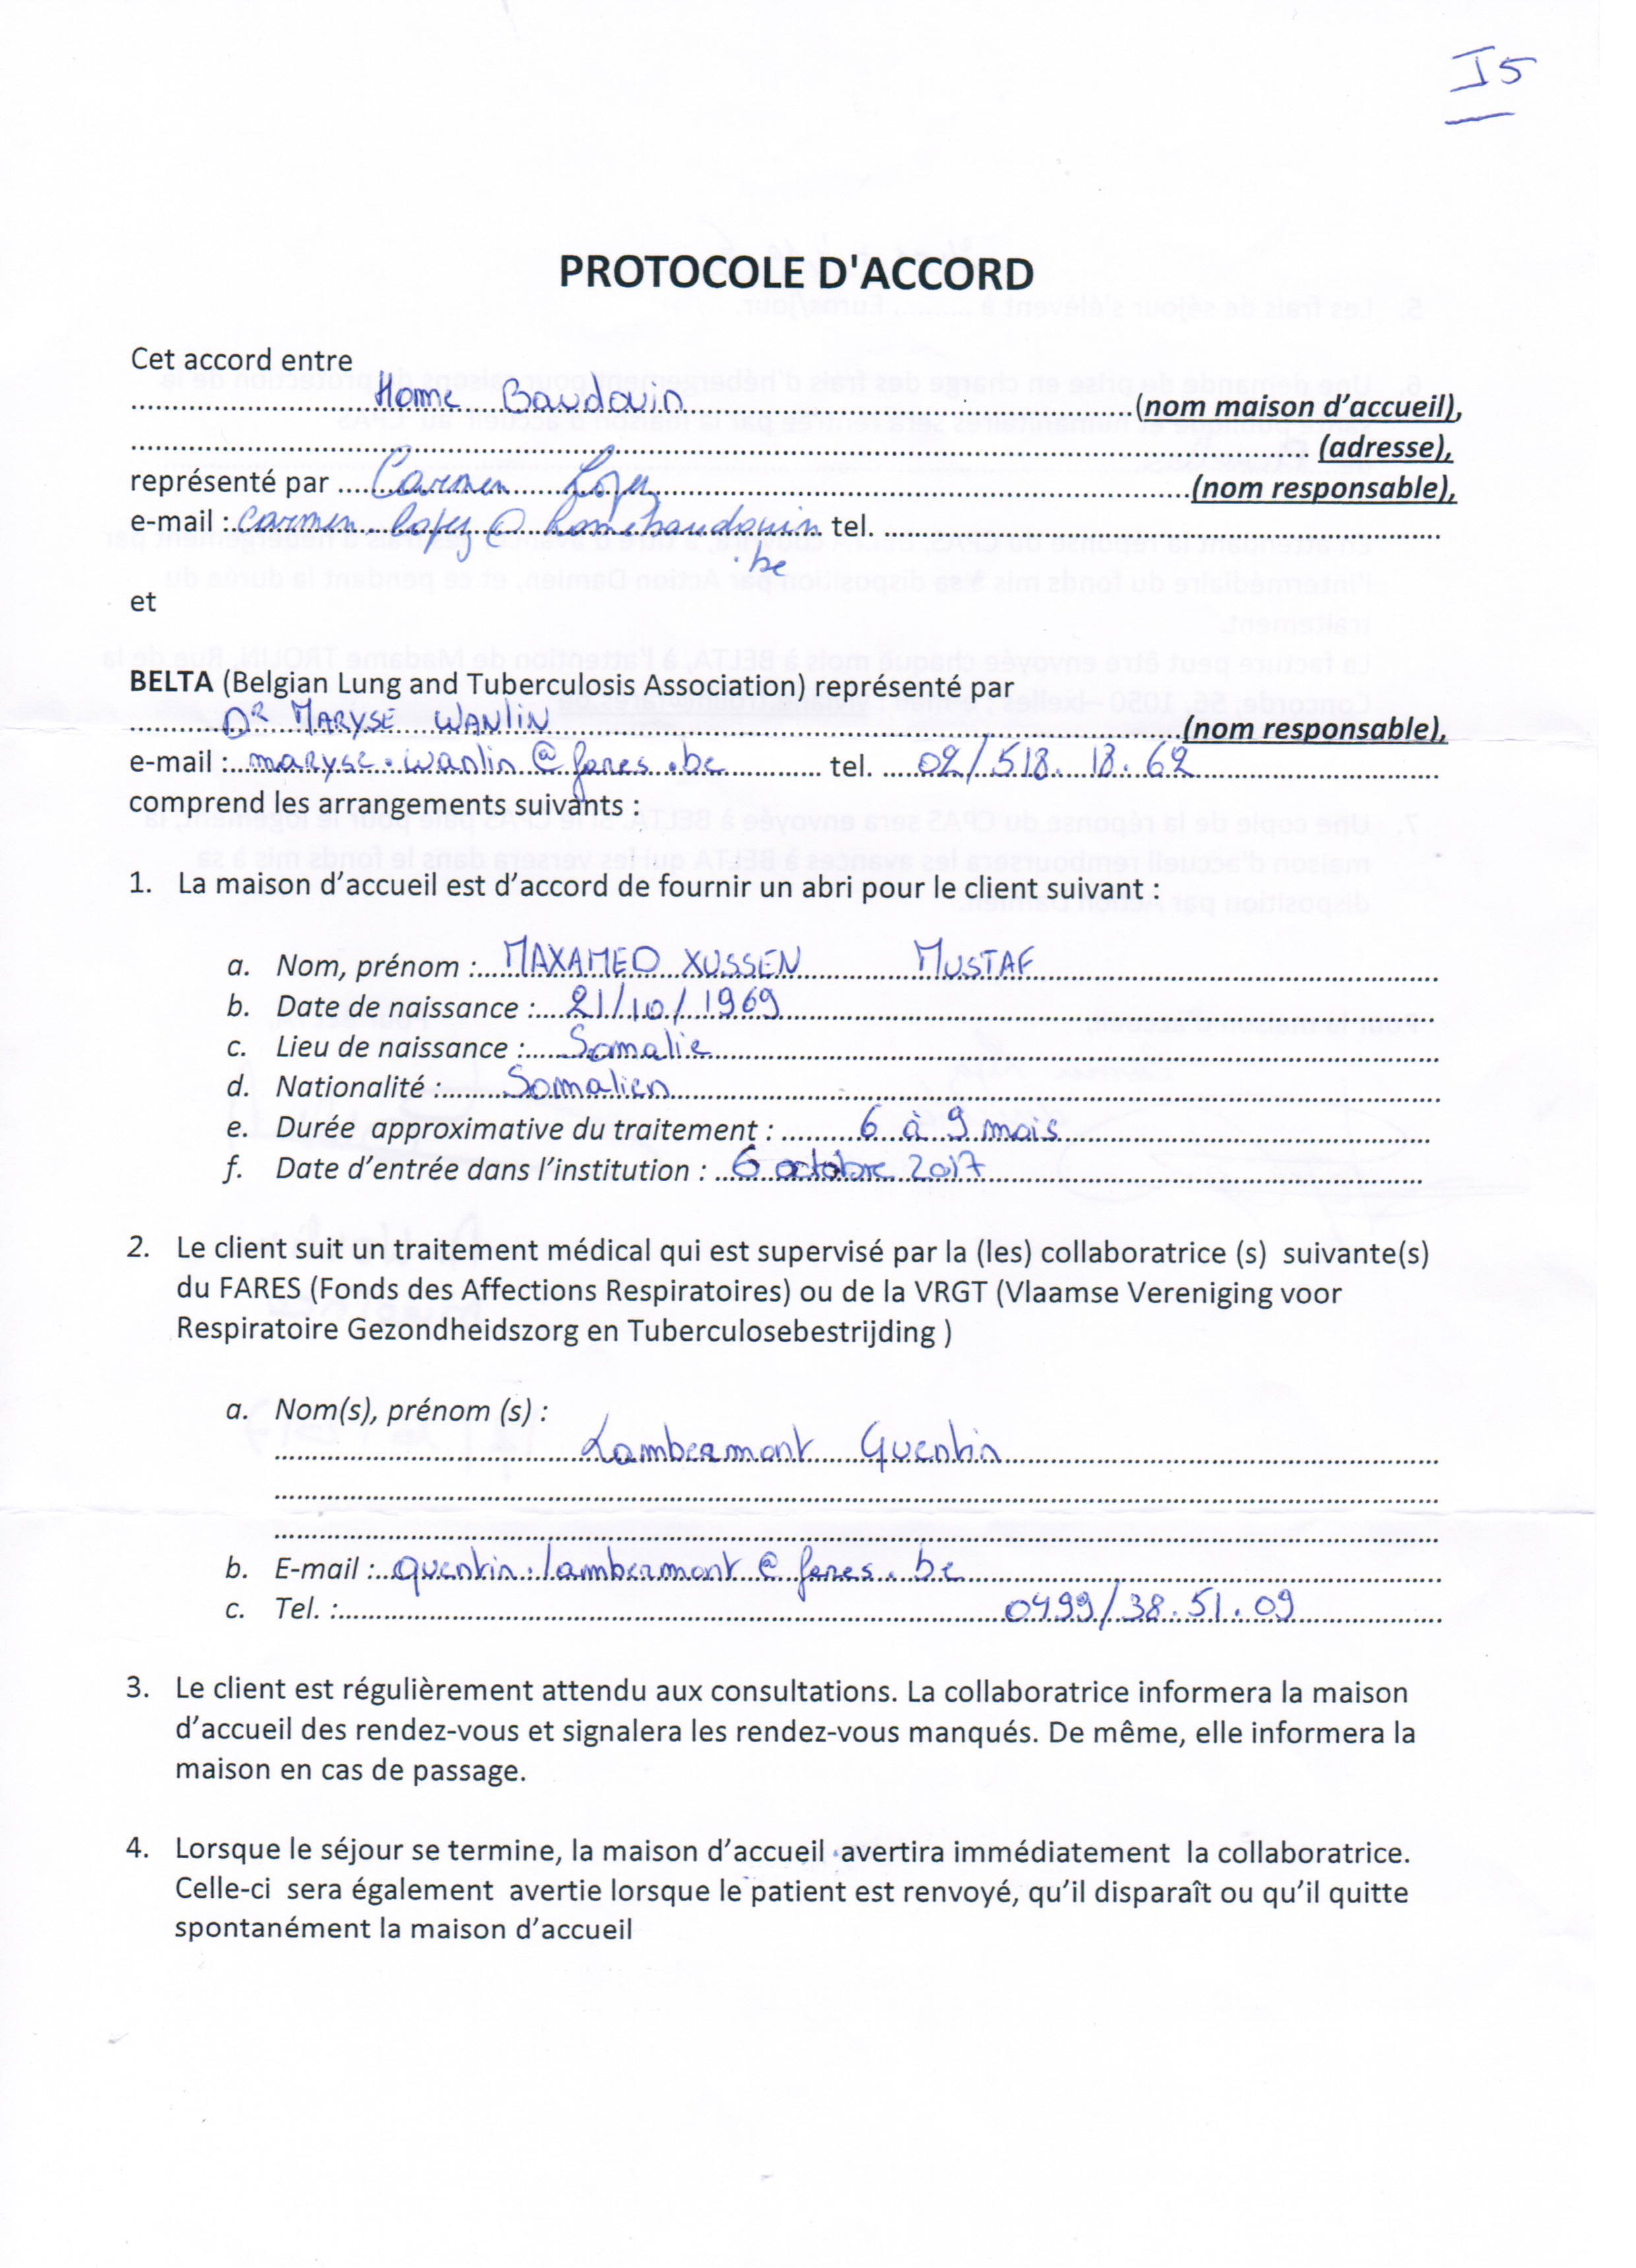 I5
PROTOCOLE D'ACCORD
Cet accord entre
Home Baudouin (nom maison d'accueil),
(adresse),
représenté par Carmen Lopez (nom responsable),
e-mail : carmen.lopez@homebaudouin tel.
.be
et
BELTA (Belgian Lung and Tuberculosis Association) représenté par
DR MARYSE WANLIN (nom responsable),
e-mail : maryse.wanlin@fares.be tel. 02/518.18.62
comprend les arrangements suivants :
1. La maison d'accueil est d'accord de fournir un abri pour le client suivant :
a. Nom, prénom : MAXAMED XUSSEN MUSTAF
b. Date de naissance : 21/10/1969
c. Lieu de naissance : Somalie
d. Nationalité : Somalien
e. Durée approximative du traitement : 6 à 9 mois
f. Date d'entrée dans l'institution : 6 octobre 2017
2. Le client suit un traitement médical qui est supervisé par la (les) collaboratrice (s) suivante(s)
du FARES (Fonds des Affections Respiratoires) ou de la VRGT (Vlaamse Vereniging voor
Respiratoire Gezondheidszorg en Tuberculosebestrijding )
a. Nom(s), prénom (s) :
Lambermont Quentin
b. E-mail : quentin.lambermont@fares.be
c. Tel. : 0499/38.51.09
3. Le client est régulièrement attendu aux consultations. La collaboratrice informera la maison
d'accueil des rendez-vous et signalera les rendez-vous manqués. De même, elle informera la
maison en cas de passage.
4. Lorsque le séjour se termine, la maison d'accueil avertira immédiatement la collaboratrice.
Celle-ci sera également avertie lorsque le patient est renvoyé, qu'il disparaît ou qu'il quitte
spontanément la maison d'accueil